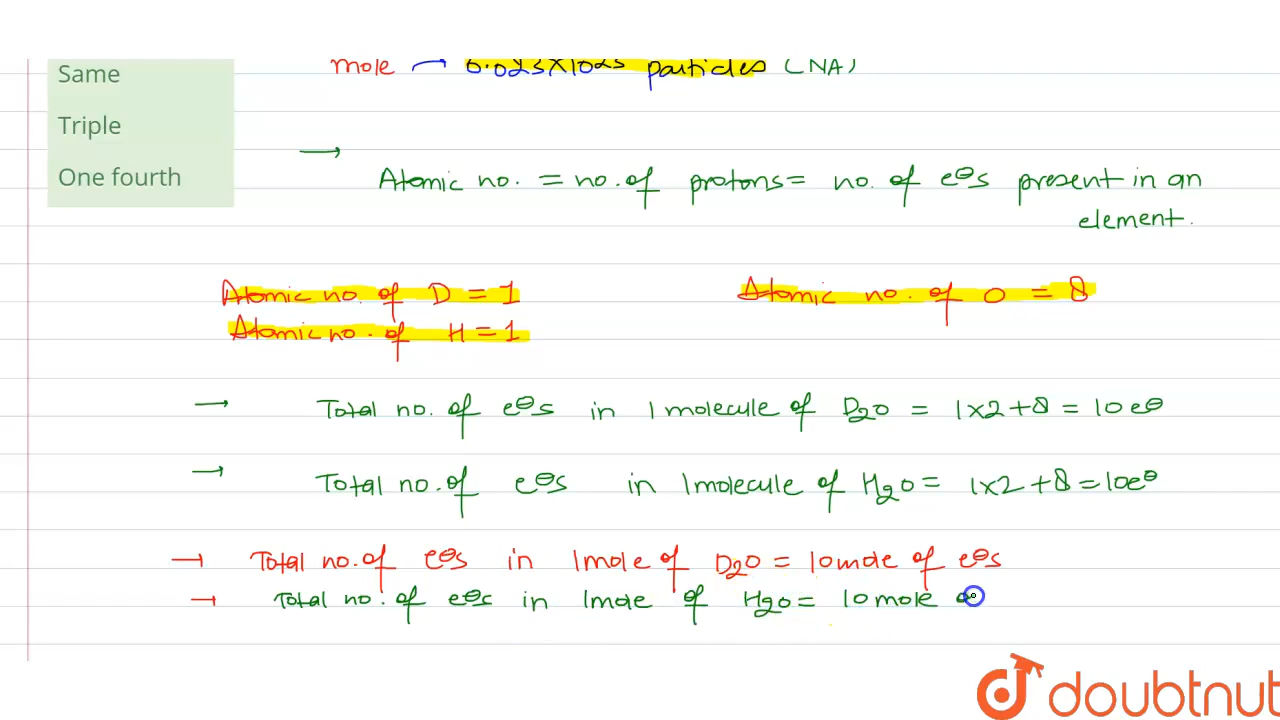 Same
mole → 6.023×10²³ particles (NA)
Triple
One fourth
→ Atomic no. = no. of protons = no. of e⊖s present in an
element.
Atomic no. of D = 1
Atomic no. of O = 8
Atomic no. of H = 1
→ Total no. of e⊖s in 1 molecule of D2O = 1×2+8 = 10e⊖
→ Total no. of e⊖s in 1 molecule of H2O = 1×2+8 = 10e⊖
→ Total no. of e⊖s in 1 mole of D2O = 10 mole of e⊖s
→ Total no. of e⊖s in 1 mole of H2O = 10 mole
doubtnut